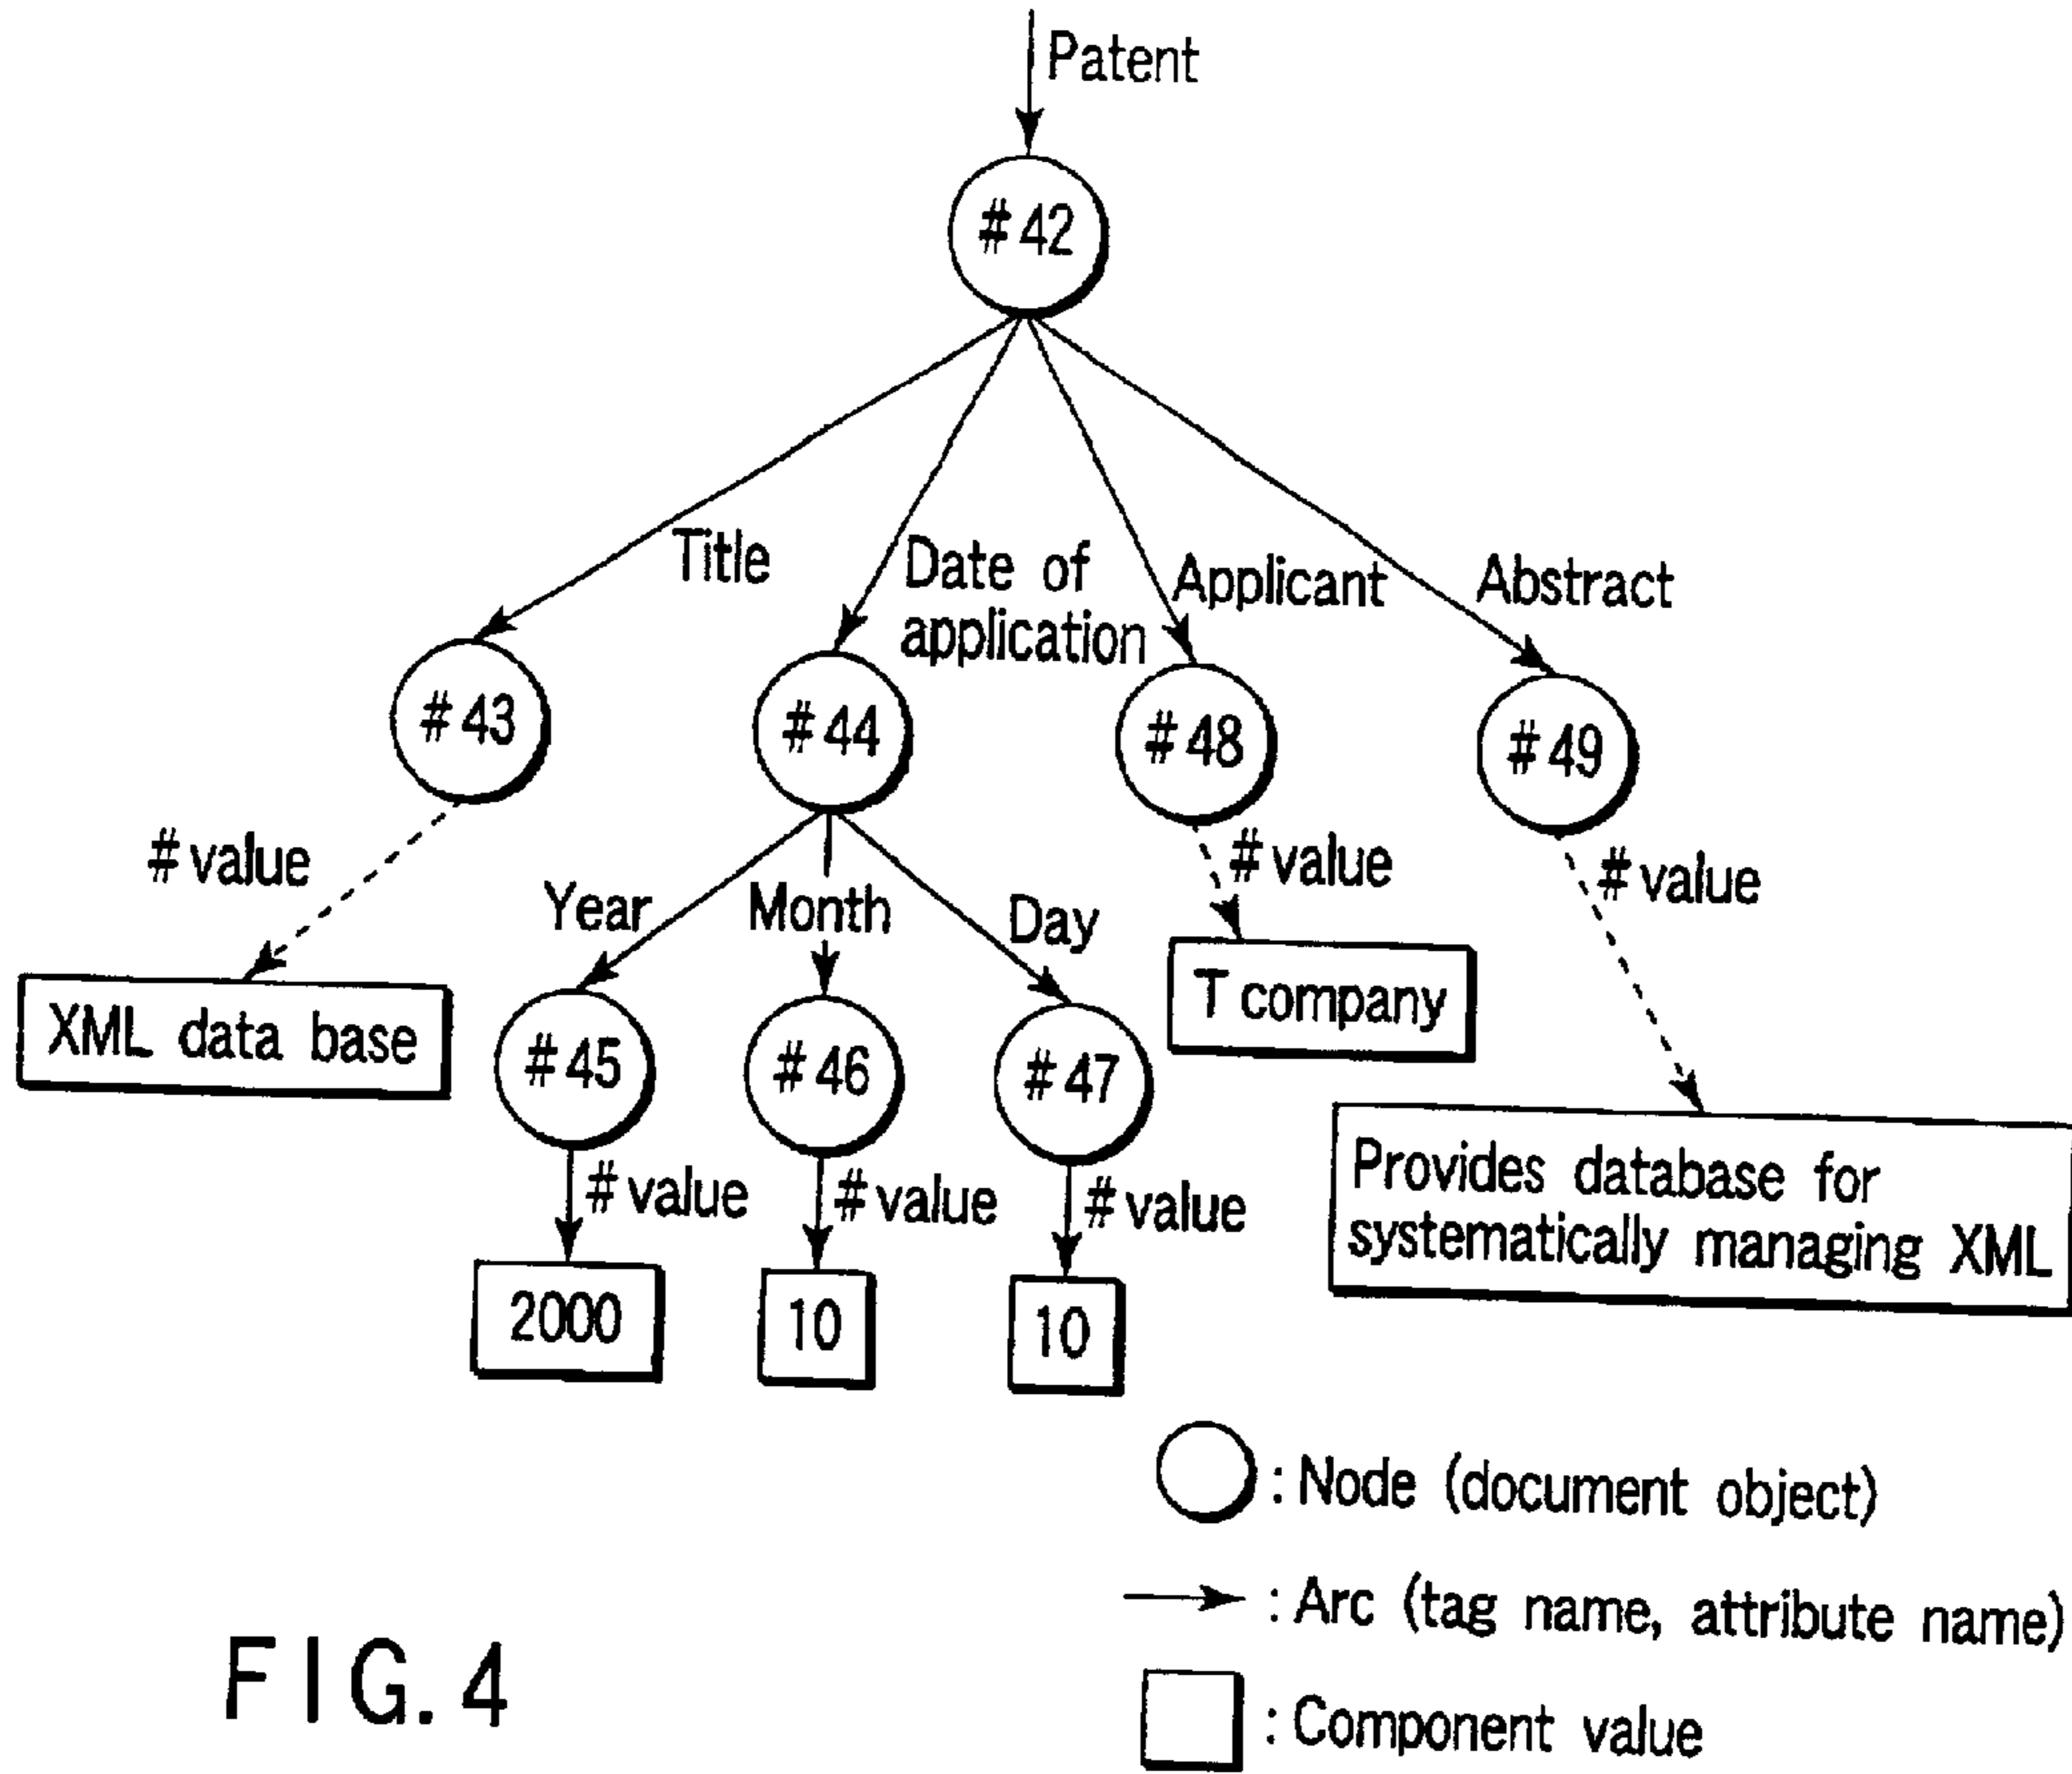 Patent
#42
Title
Date of
application
Applicant
Abstract
#43
#44
#48
#49
#value
#value
#value
Year
Month
Day
XML data base
T company
#45
#46
#47
Provides database for
systematically managing XML
#value
#value
#value
2000
10
10
: Node (document object)
: Arc (tag name, attribute name)
: Component value
FIG. 4